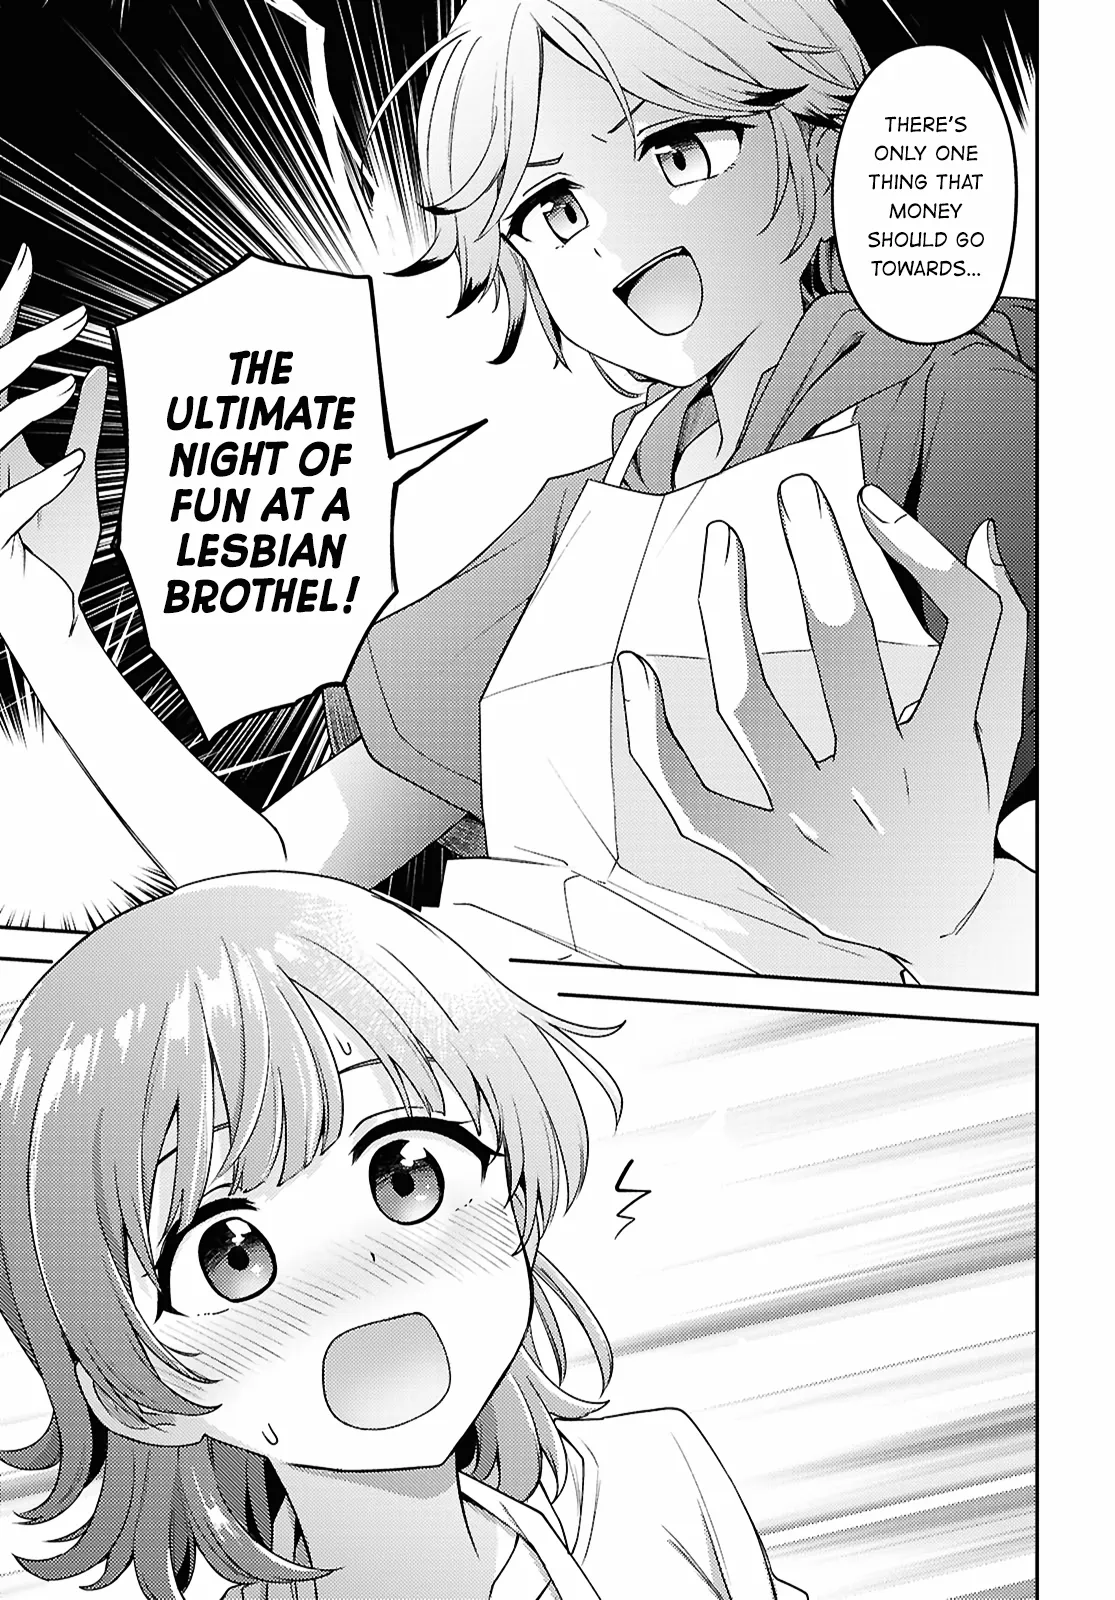 THERE'S
ONLY ONE
THING THAT
MONEY
SHOULD GO
TOWARDS...
THE
ULTIMATE
NIGHT OF
FUN AT A
LESBIAN
BROTHEL!